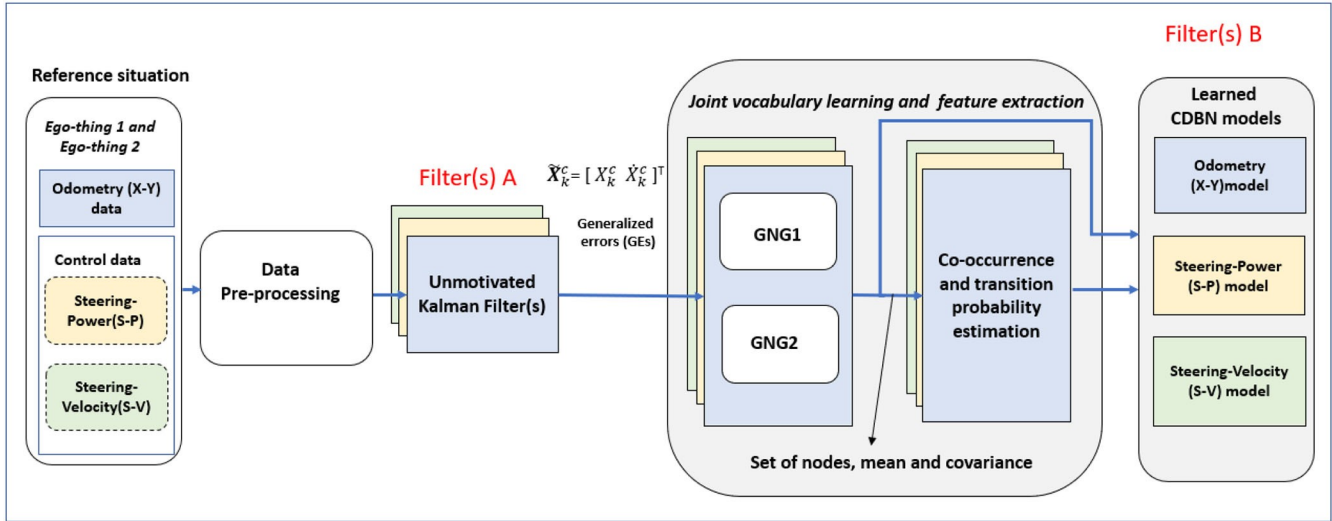 Filter(s) B
Reference situation
Ego-thing 1 and
Ego-thing 2
Odometry (X-Y)
data
Control data
Steering-
Power(S-P)
Steering-
Velocity(S-V)
Data
Pre-processing
Filter(s) A
Unmotivated
Kalman Filter(s)
X̃ᶜₖ= [ Xᶜₖ Ẋᶜₖ ]ᵀ
Generalized
errors (GEs)
Joint vocabulary learning and feature extraction
GNG1
GNG2
Co-occurrence
and transition
probability
estimation
Set of nodes, mean and covariance
Learned
CDBN models
Odometry
(X-Y)model
Steering-Power
(S-P) model
Steering-Velocity
(S-V) model